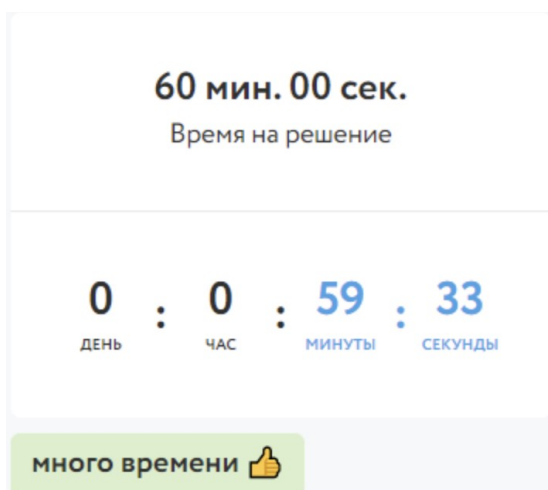 60 мин. 00 сек.
Время на решение
0 : 0 : 59 : 33
ДЕНЬ ЧАС МИНУТЫ СЕКУНДЫ
много времени 👍